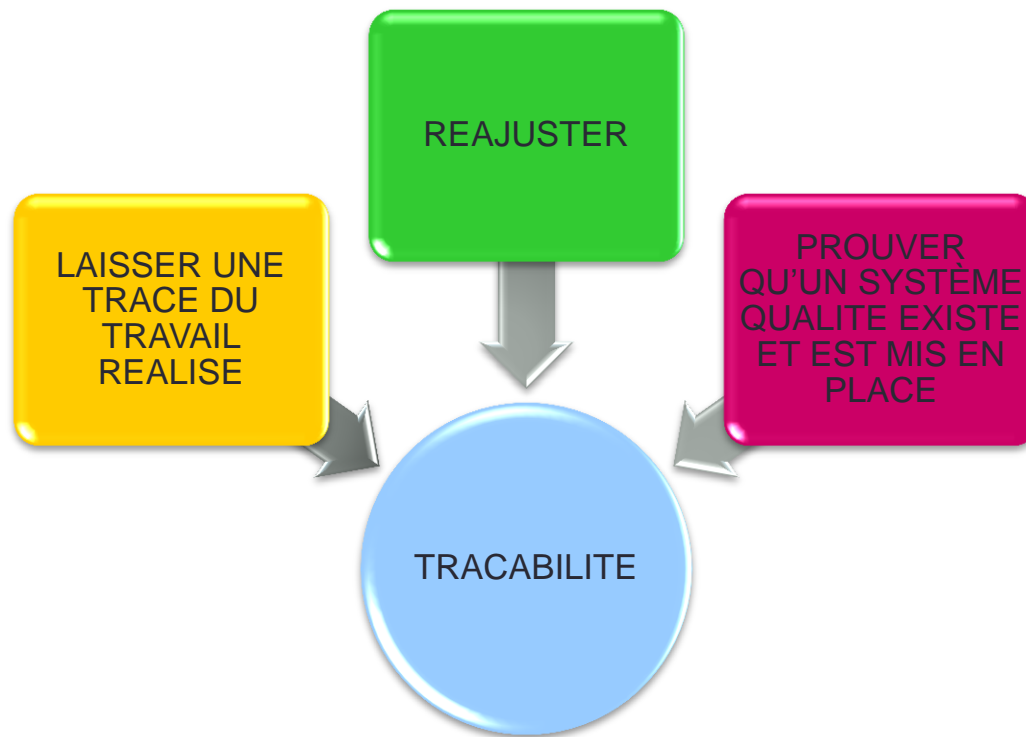 REAJUSTER
LAISSER UNE
TRACE DU
TRAVAIL
REALISE
PROUVER
QU’UN SYSTÈME
QUALITE EXISTE
ET EST MIS EN
PLACE
TRACABILITE